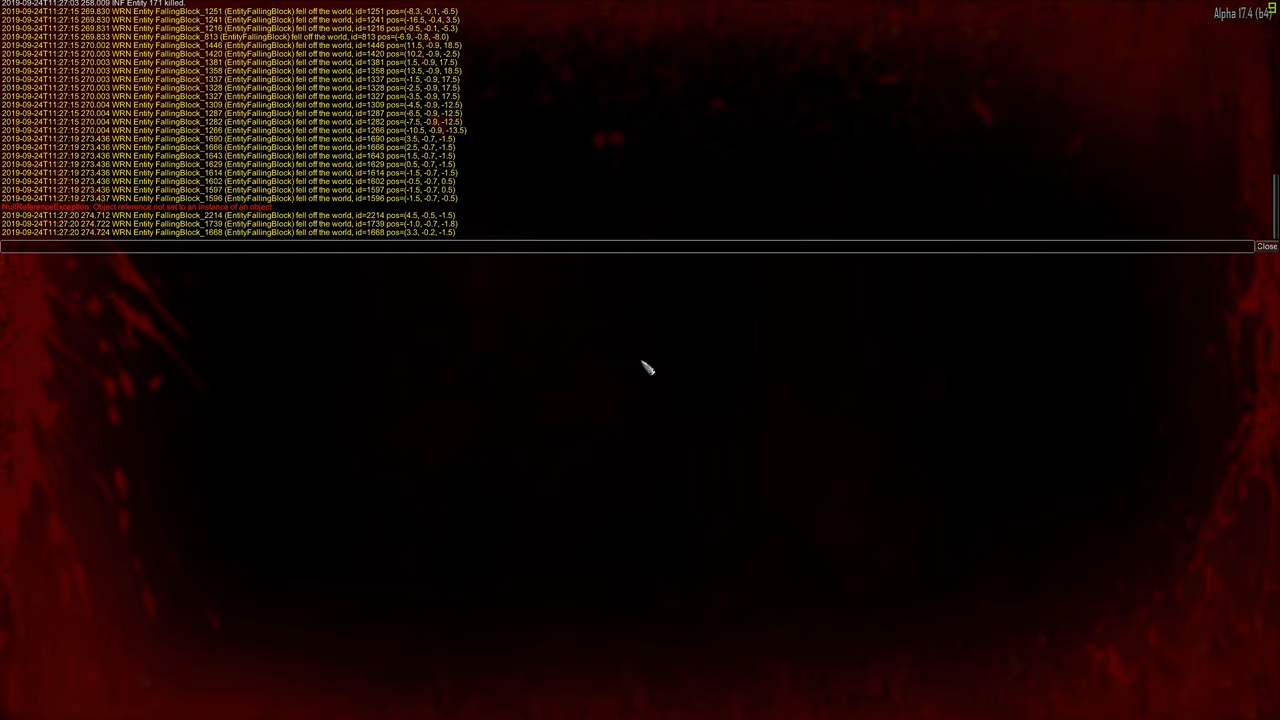 2019-09-24T11:27:03 258.009 INF Entity 171 killed.
2019-09-24T11:27:15 269.830 WRN Entity FallingBlock_1251 (EntityFallingBlock) fell off the world, id=1251 pos=(-8.3, -0.1, -6.5)
2019-09-24T11:27:15 269.830 WRN Entity FallingBlock_1241 (EntityFallingBlock) fell off the world, id=1241 pos=(-16.5, -0.4, 3.5)
2019-09-24T11:27:15 269.831 WRN Entity FallingBlock_1216 (EntityFallingBlock) fell off the world, id=1216 pos=(-9.5, -0.1, -5.3)
2019-09-24T11:27:15 269.833 WRN Entity FallingBlock_813 (EntityFallingBlock) fell off the world, id=813 pos=(-6.9, -0.8, -8.0)
2019-09-24T11:27:15 270.002 WRN Entity FallingBlock_1446 (EntityFallingBlock) fell off the world, id=1446 pos=(11.5, -0.9, 18.5)
2019-09-24T11:27:15 270.003 WRN Entity FallingBlock_1420 (EntityFallingBlock) fell off the world, id=1420 pos=(10.2, -0.9, -2.5)
2019-09-24T11:27:15 270.003 WRN Entity FallingBlock_1381 (EntityFallingBlock) fell off the world, id=1381 pos=(1.5, -0.9, 17.5)
2019-09-24T11:27:15 270.003 WRN Entity FallingBlock_1358 (EntityFallingBlock) fell off the world, id=1358 pos=(13.5, -0.9, 18.5)
2019-09-24T11:27:15 270.003 WRN Entity FallingBlock_1337 (EntityFallingBlock) fell off the world, id=1337 pos=(-1.5, -0.9, 17.5)
2019-09-24T11:27:15 270.003 WRN Entity FallingBlock_1328 (EntityFallingBlock) fell off the world, id=1328 pos=(-2.5, -0.9, 17.5)
2019-09-24T11:27:15 270.003 WRN Entity FallingBlock_1327 (EntityFallingBlock) fell off the world, id=1327 pos=(-3.5, -0.9, 17.5)
2019-09-24T11:27:15 270.004 WRN Entity FallingBlock_1309 (EntityFallingBlock) fell off the world, id=1309 pos=(-4.5, -0.9, -12.5)
2019-09-24T11:27:15 270.004 WRN Entity FallingBlock_1287 (EntityFallingBlock) fell off the world, id=1287 pos=(-6.5, -0.9, -12.5)
2019-09-24T11:27:15 270.004 WRN Entity FallingBlock_1282 (EntityFallingBlock) fell off the world, id=1282 pos=(-7.5, -0.9, -12.5)
2019-09-24T11:27:15 270.004 WRN Entity FallingBlock_1266 (EntityFallingBlock) fell off the world, id=1266 pos=(-10.5, -0.9, -13.5)
2019-09-24T11:27:19 273.436 WRN Entity FallingBlock_1690 (EntityFallingBlock) fell off the world, id=1690 pos=(3.5, -0.7, -1.5)
2019-09-24T11:27:19 273.436 WRN Entity FallingBlock_1666 (EntityFallingBlock) fell off the world, id=1666 pos=(2.5, -0.7, -1.5)
2019-09-24T11:27:19 273.436 WRN Entity FallingBlock_1643 (EntityFallingBlock) fell off the world, id=1643 pos=(1.5, -0.7, -1.5)
2019-09-24T11:27:19 273.436 WRN Entity FallingBlock_1629 (EntityFallingBlock) fell off the world, id=1629 pos=(0.5, -0.7, -1.5)
2019-09-24T11:27:19 273.436 WRN Entity FallingBlock_1614 (EntityFallingBlock) fell off the world, id=1614 pos=(-1.5, -0.7, -1.5)
2019-09-24T11:27:19 273.436 WRN Entity FallingBlock_1602 (EntityFallingBlock) fell off the world, id=1602 pos=(-0.5, -0.7, 0.5)
2019-09-24T11:27:19 273.436 WRN Entity FallingBlock_1597 (EntityFallingBlock) fell off the world, id=1597 pos=(-1.5, -0.7, 0.5)
2019-09-24T11:27:19 273.437 WRN Entity FallingBlock_1596 (EntityFallingBlock) fell off the world, id=1596 pos=(-1.5, -0.7, -0.5)
NullReferenceException: Object reference not set to an instance of an object
2019-09-24T11:27:20 274.712 WRN Entity FallingBlock_2214 (EntityFallingBlock) fell off the world, id=2214 pos=(4.5, -0.5, -1.5)
2019-09-24T11:27:20 274.722 WRN Entity FallingBlock_1739 (EntityFallingBlock) fell off the world, id=1739 pos=(-1.0, -0.7, -1.8)
2019-09-24T11:27:20 274.724 WRN Entity FallingBlock_1668 (EntityFallingBlock) fell off the world, id=1668 pos=(3.3, -0.2, -1.5)
Close
Alpha 17.4 (b4)